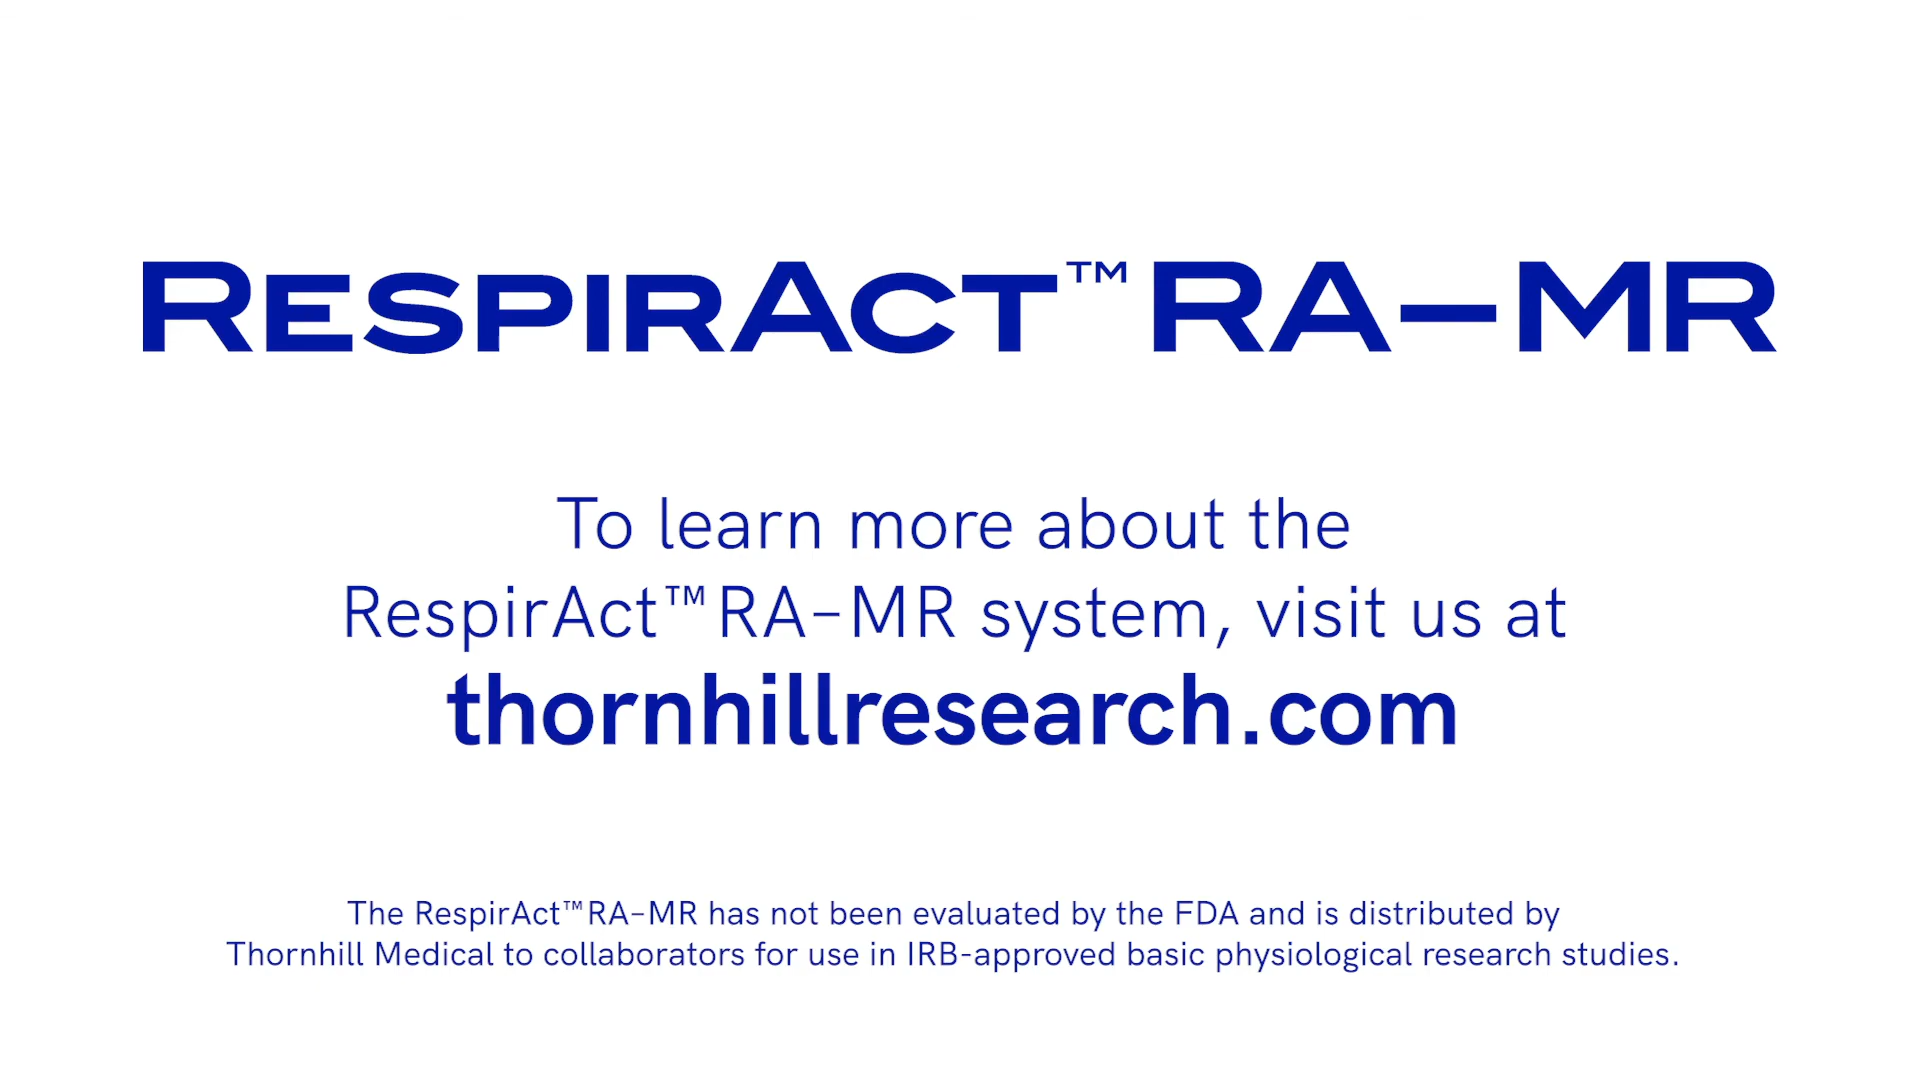 RespirAct™ RA–MR
To learn more about the
RespirAct™ RA–MR system, visit us at
thornhillresearch.com
The RespirAct™ RA–MR has not been evaluated by the FDA and is distributed by
Thornhill Medical to collaborators for use in IRB-approved basic physiological research studies.